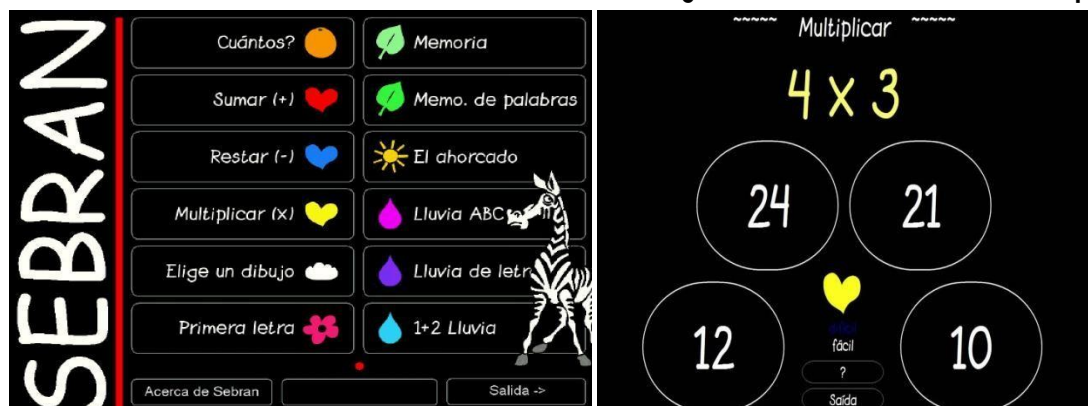 SEBRAN
Cuántos?
Memoria
Sumar (+)
Memo. de palabras
Restar (-)
El ahorcado
Multiplicar (x)
Lluvia ABC
Elige un dibujo
Lluvia de letr
Primera letra
1+2 Lluvia
Acerca de Sebran
Salida ->
~~~~~ Multiplicar ~~~~~
4 x 3
24
21
12
10
fácil
?
Saída